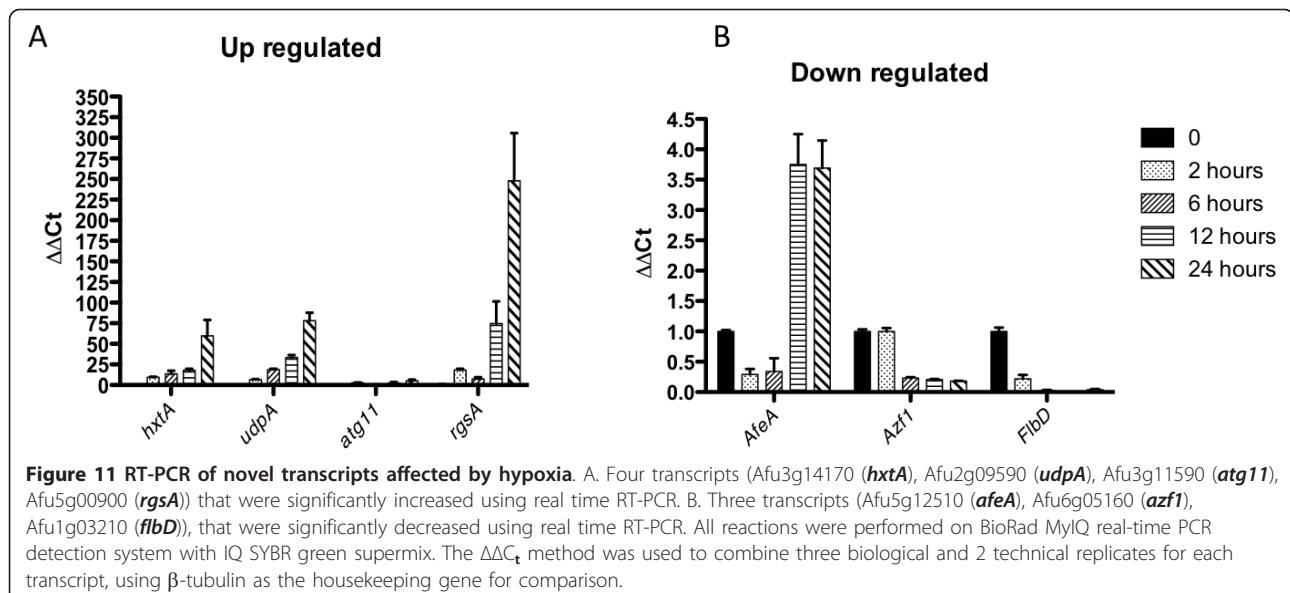 A
Up regulated
350
325
300
275
250
225
200
175
150
125
100
75
50
25
0
ΔΔCt
hxtA
udpA
atg11
rgsA
B
Down regulated
4.5
4.0
3.5
3.0
2.5
2.0
1.5
1.0
0.5
0.0
ΔΔCt
AfeA
Azf1
FlbD
0
2 hours
6 hours
12 hours
24 hours
Figure 11 RT-PCR of novel transcripts affected by hypoxia. A. Four transcripts (Afu3g14170 (hxtA), Afu2g09590 (udpA), Afu3g11590 (atg11),
Afu5g00900 (rgsA)) that were significantly increased using real time RT-PCR. B. Three transcripts (Afu5g12510 (afeA), Afu6g05160 (azf1),
Afu1g03210 (flbD)), that were significantly decreased using real time RT-PCR. All reactions were performed on BioRad MyIQ real-time PCR
detection system with IQ SYBR green supermix. The ΔΔCt method was used to combine three biological and 2 technical replicates for each
transcript, using β-tubulin as the housekeeping gene for comparison.